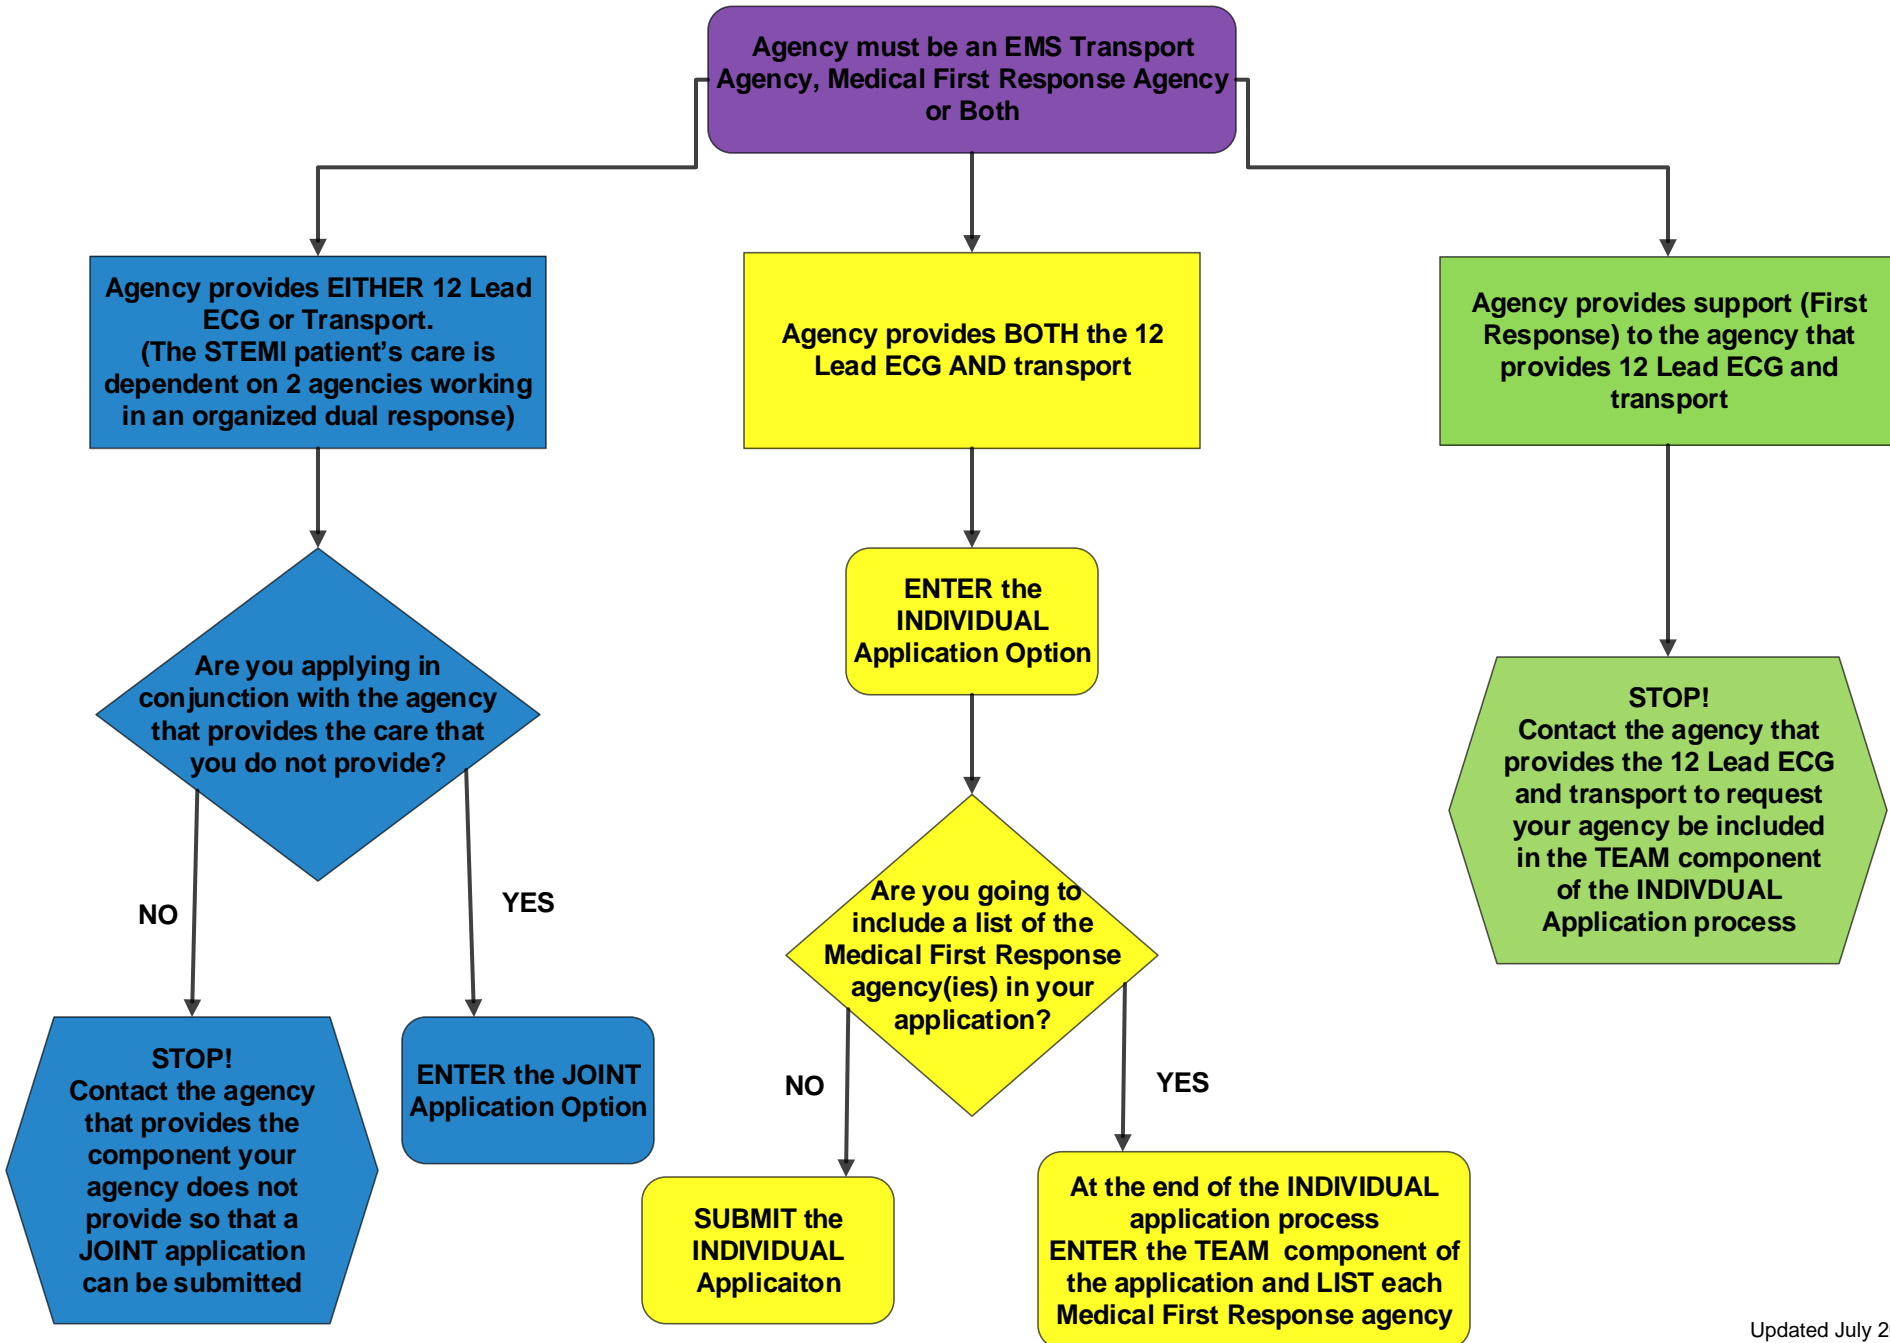 Agency must be an EMS Transport
Agency, Medical First Response Agency
or Both
Agency provides EITHER 12 Lead
ECG or Transport.
(The STEMI patient’s care is
dependent on 2 agencies working
in an organized dual response)
Agency provides BOTH the 12
Lead ECG AND transport
Agency provides support (First
Response) to the agency that
provides 12 Lead ECG and
transport
Are you applying in
conjunction with the agency
that provides the care that
you do not provide?
NO
YES
STOP!
Contact the agency
that provides the
component your
agency does not
provide so that a
JOINT application
can be submitted
ENTER the JOINT
Application Option
ENTER the
INDIVIDUAL
Application Option
Are you going to
include a list of the
Medical First Response
agency(ies) in your
application?
NO
YES
SUBMIT the
INDIVIDUAL
Applicaiton
At the end of the INDIVIDUAL
application process
ENTER the TEAM component of
the application and LIST each
Medical First Response agency
STOP!
Contact the agency that
provides the 12 Lead ECG
and transport to request
your agency be included
in the TEAM component
of the INDIVDUAL
Application process
Updated July